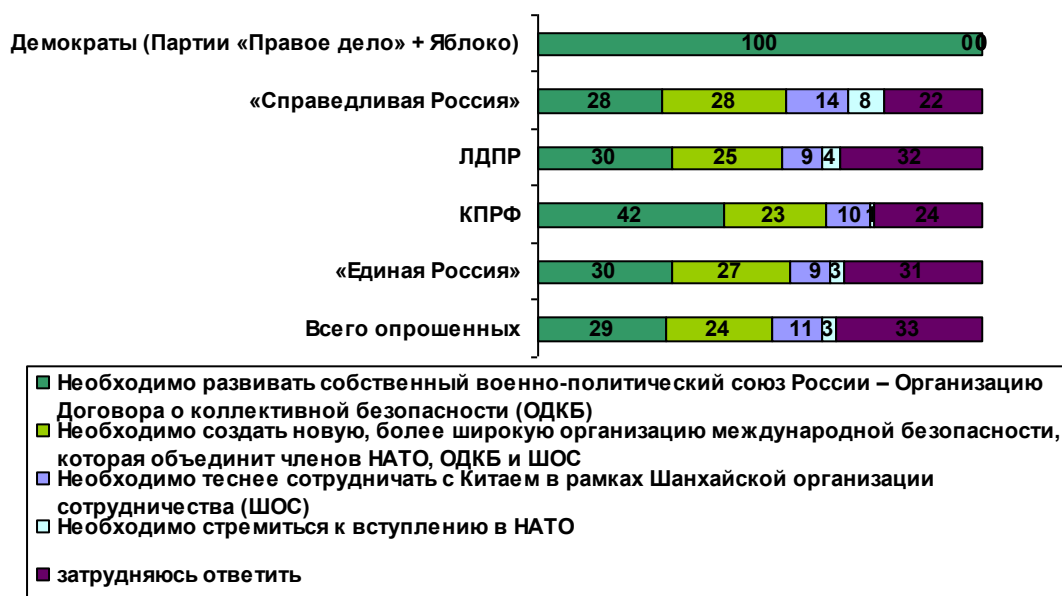 Демократы (Партии «Правое дело» + Яблоко)
100 0 0
«Справедливая Россия»
28 28 14 8 22
ЛДПР
30 25 9 4 32
КПРФ
42 23 10 1 24
«Единая Россия»
30 27 9 3 31
Всего опрошенных
29 24 11 3 33
Необходимо развивать собственный военно-политический союз России – Организацию
Договора о коллективной безопасности (ОДКБ)
Необходимо создать новую, более широкую организацию международной безопасности,
которая объединит членов НАТО, ОДКБ и ШОС
Необходимо теснее сотрудничать с Китаем в рамках Шанхайской организации
сотрудничества (ШОС)
Необходимо стремиться к вступлению в НАТО
затрудняюсь ответить